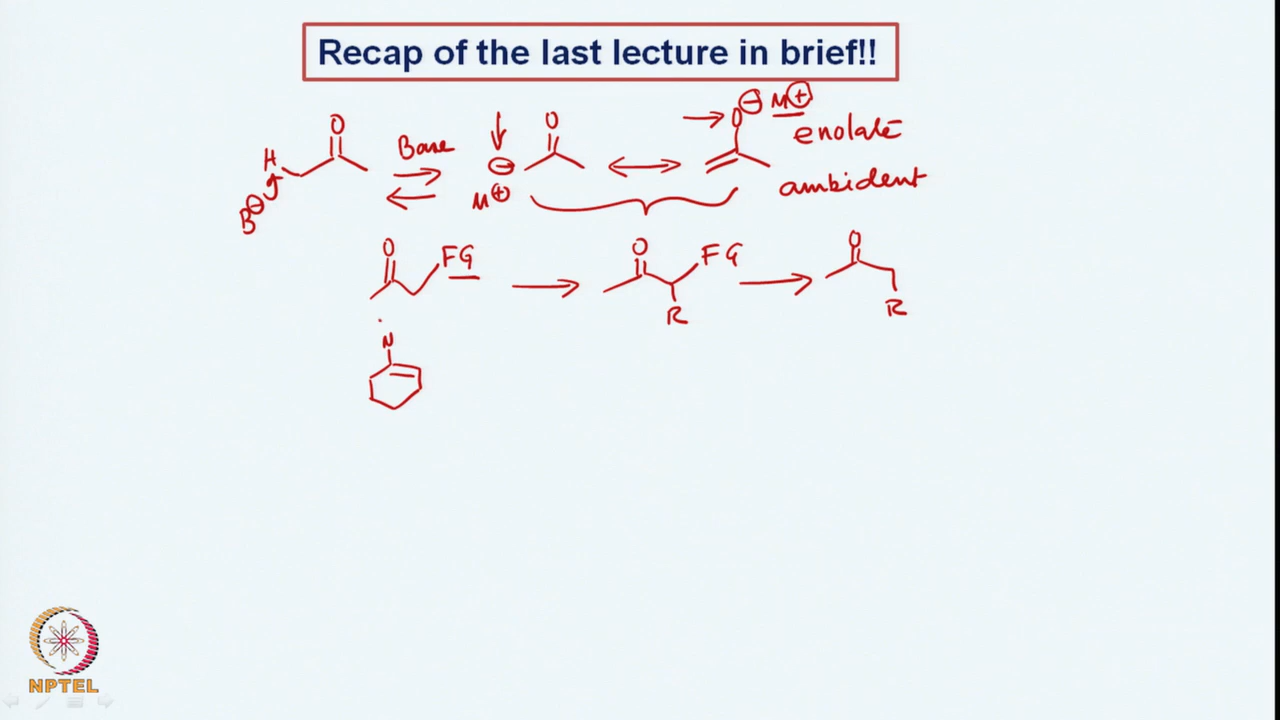 Recap of the last lecture in brief!!
O
H
Base
B⊖
⊖
M⊕
O
O⊖ M⊕
enolate
ambident
O
FG
O
FG
R
O
R
N
NPTEL